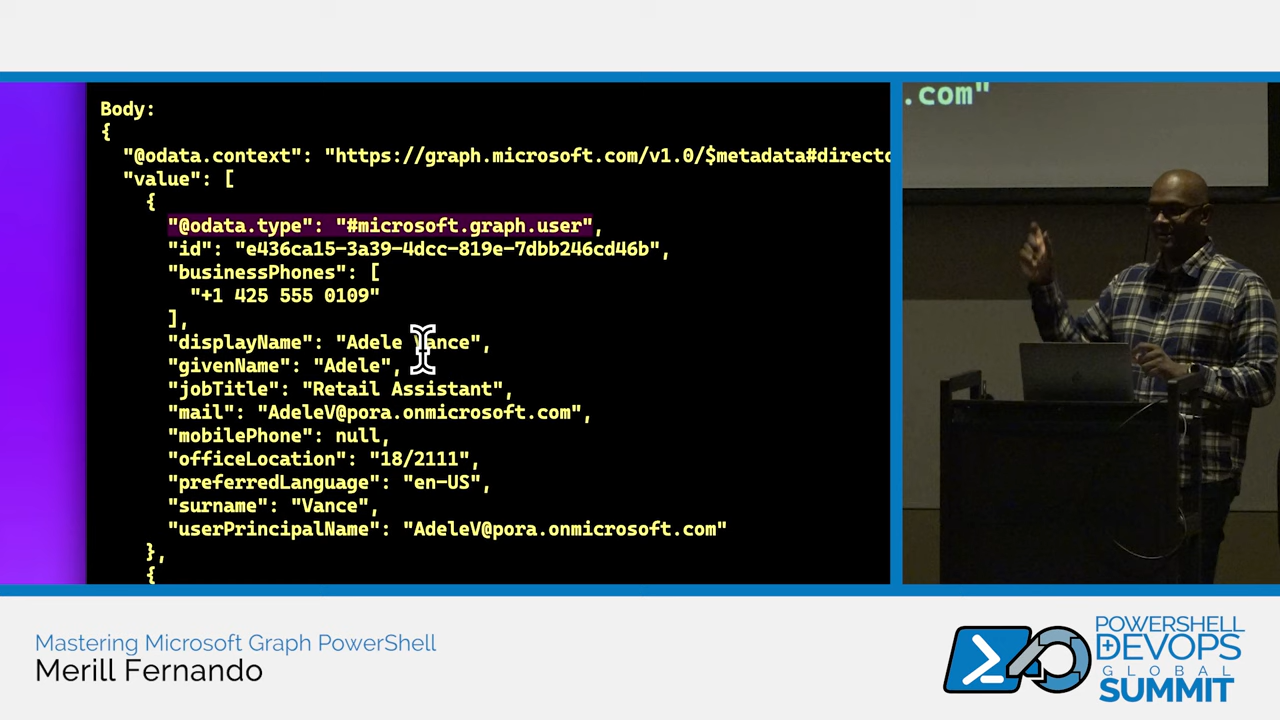 Body:
{
"@odata.context": "https://graph.microsoft.com/v1.0/$metadata#directo
"value": [
{
"@odata.type": "#microsoft.graph.user",
"id": "e436ca15-3a39-4dcc-819e-7dbb246cd46b",
"businessPhones": [
"+1 425 555 0109"
],
"displayName": "Adele Vance",
"givenName": "Adele",
"jobTitle": "Retail Assistant",
"mail": "AdeleV@pora.onmicrosoft.com",
"mobilePhone": null,
"officeLocation": "18/2111",
"preferredLanguage": "en-US",
"surname": "Vance",
"userPrincipalName": "AdeleV@pora.onmicrosoft.com"
},
{
.com"
Mastering Microsoft Graph PowerShell
Merill Fernando
POWERSHELL
+DEVOPS
GLOBAL
SUMMIT